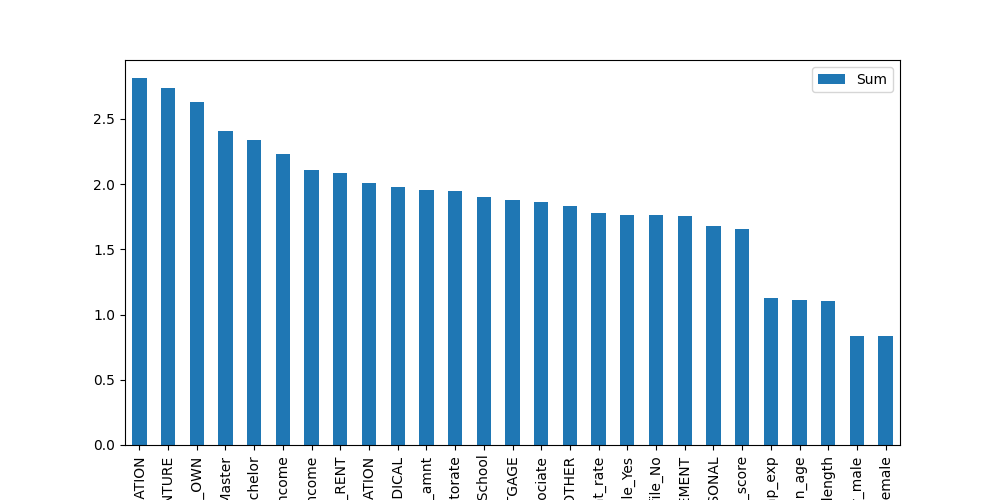 Sum
2.5
2.0
1.5
1.0
0.5
0.0
ATION
NTURE
_OWN
Master
chelor
ncome
ncome
_RENT
ATION
DICAL
_amnt
torate
School
TGAGE
ociate
OTHER
t_rate
le_Yes
file_No
EMENT
SONAL
_score
p_exp
n_age
length
_male
emale